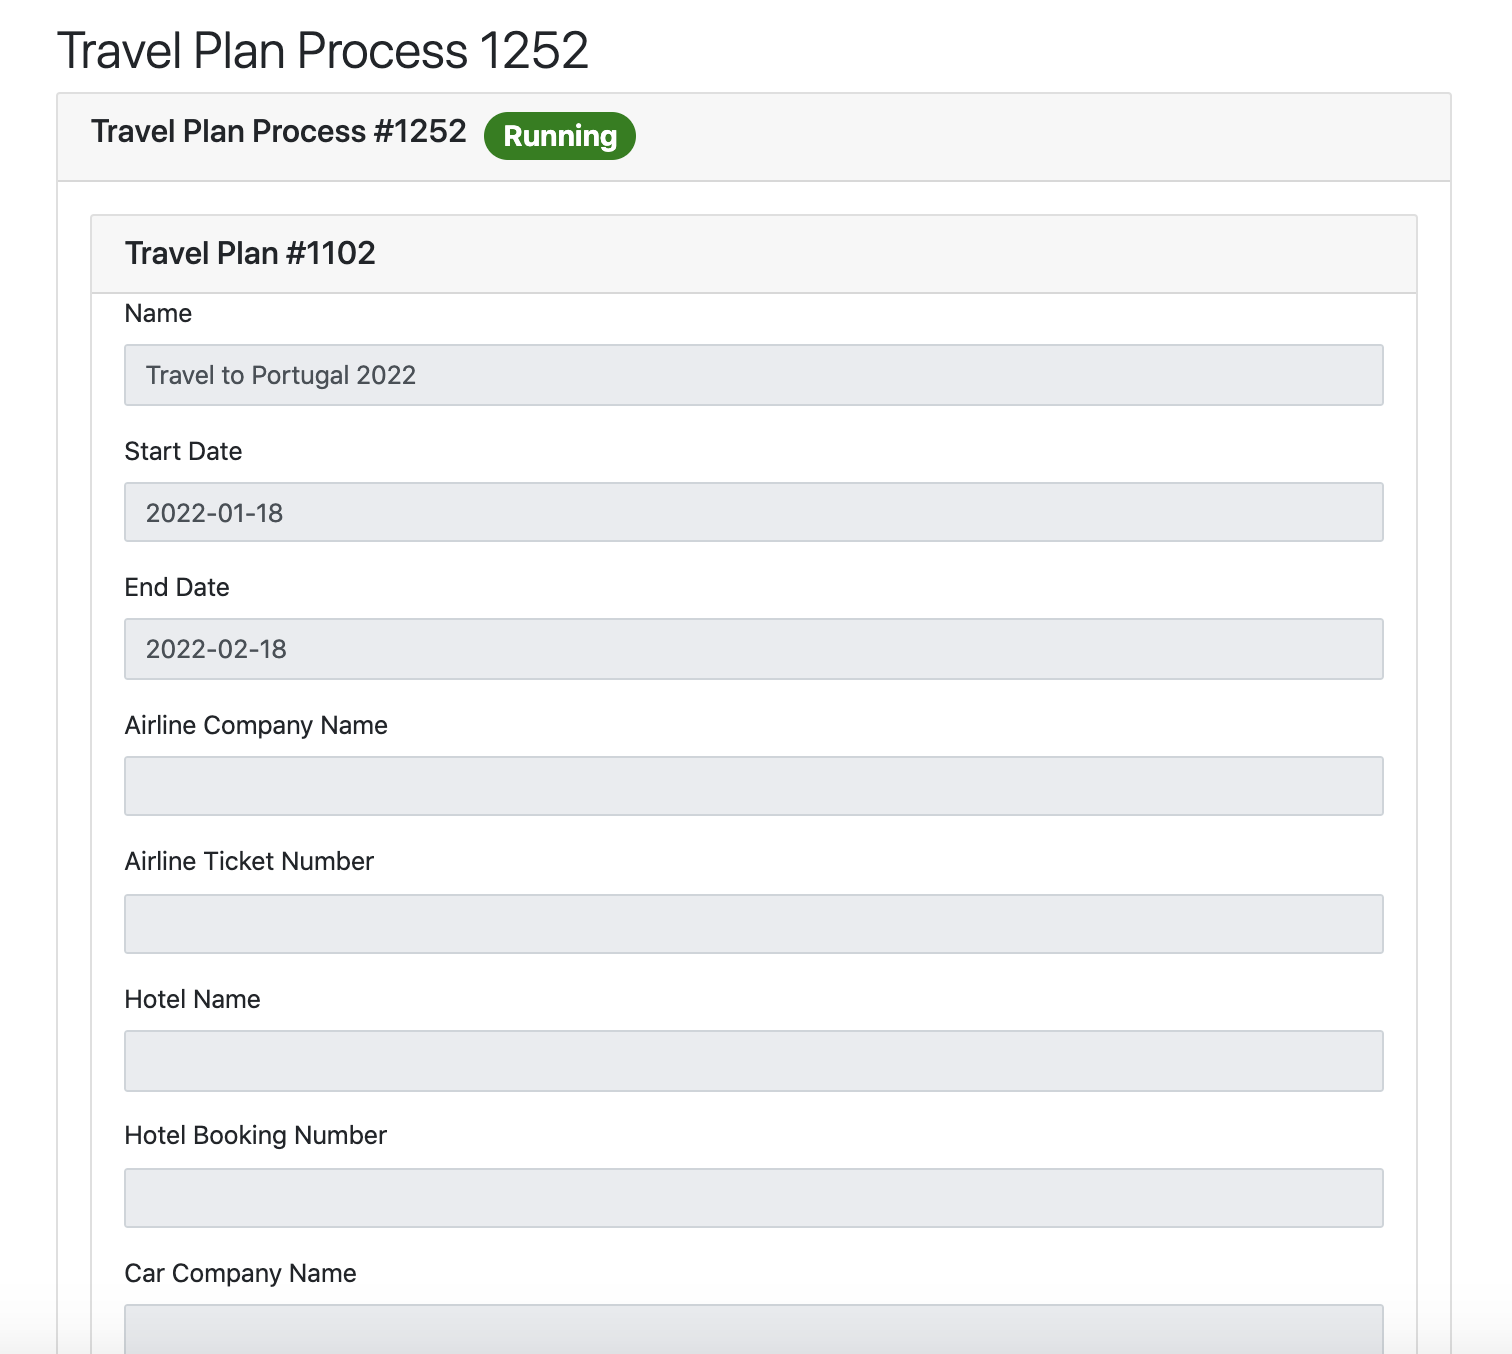 Travel Plan Process 1252
Travel Plan Process #1252 Running
Travel Plan #1102
Name
Travel to Portugal 2022
Start Date
2022-01-18
End Date
2022-02-18
Airline Company Name
Airline Ticket Number
Hotel Name
Hotel Booking Number
Car Company Name